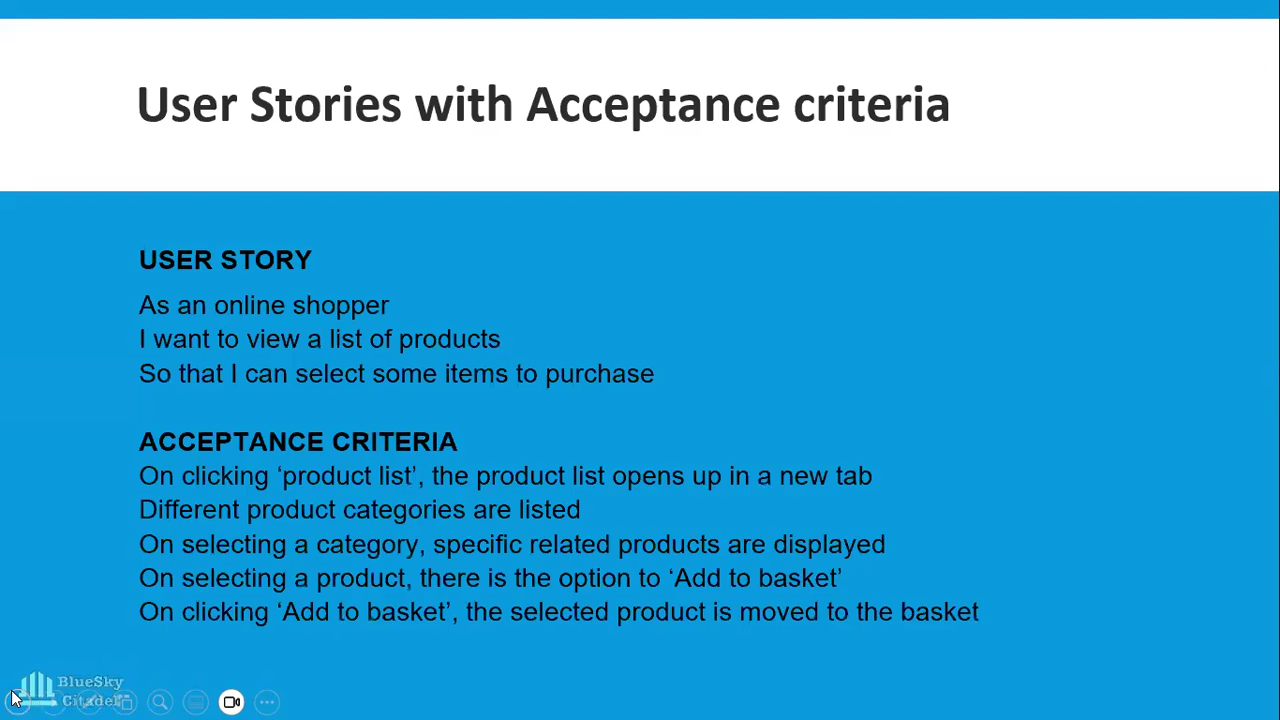 User Stories with Acceptance criteria
USER STORY
As an online shopper
I want to view a list of products
So that I can select some items to purchase
ACCEPTANCE CRITERIA
On clicking ‘product list’, the product list opens up in a new tab
Different product categories are listed
On selecting a category, specific related products are displayed
On selecting a product, there is the option to ‘Add to basket’
On clicking ‘Add to basket’, the selected product is moved to the basket
BlueSky
Citadel